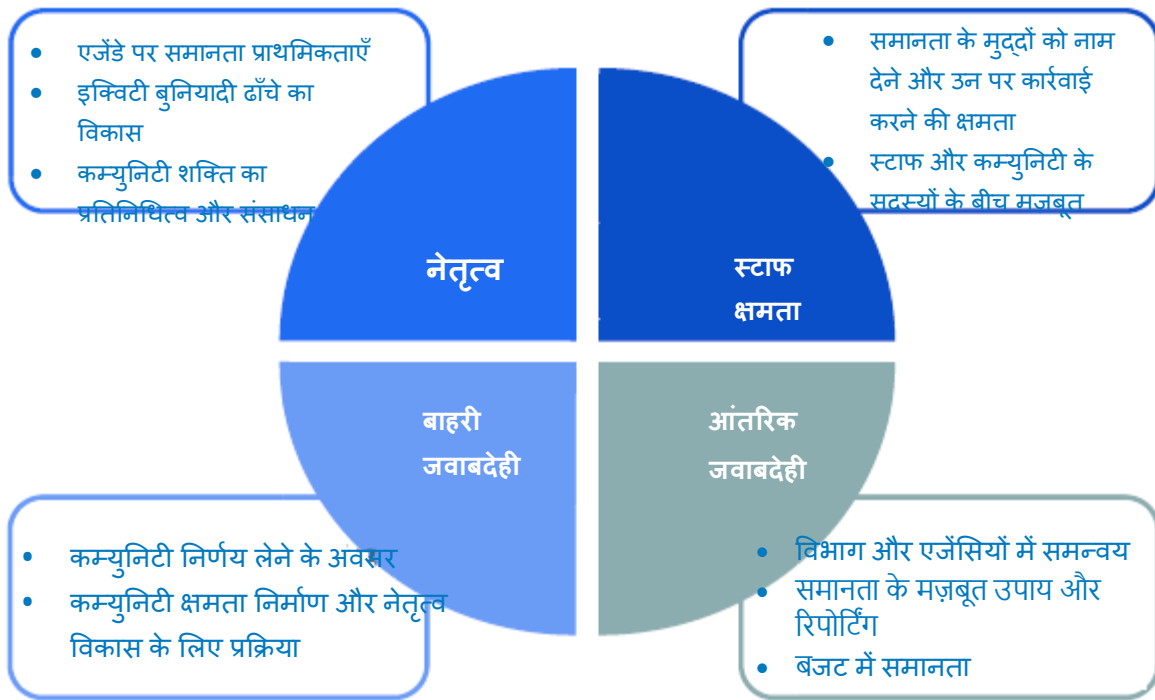 एजेंडे पर समानता प्राथमिकताएँ
इक्विटी बुनियादी ढाँचे का
विकास
कम्युनिटी शक्ति का
प्रतिनिधित्व और संसाधन
समानता के मुद्दों को नाम
देने और उन पर कार्रवाई
करने की क्षमता
स्टाफ और कम्युनिटी के
सदस्यों के बीच मजबूत
नेतृत्व
स्टाफ
क्षमता
बाहरी
जवाबदेही
आंतरिक
जवाबदेही
कम्युनिटी निर्णय लेने के अवसर
कम्युनिटी क्षमता निर्माण और नेतृत्व
विकास के लिए प्रक्रिया
विभाग और एजेंसियों में समन्वय
समानता के मज़बूत उपाय और
रिपोर्टिंग
बजट में समानता